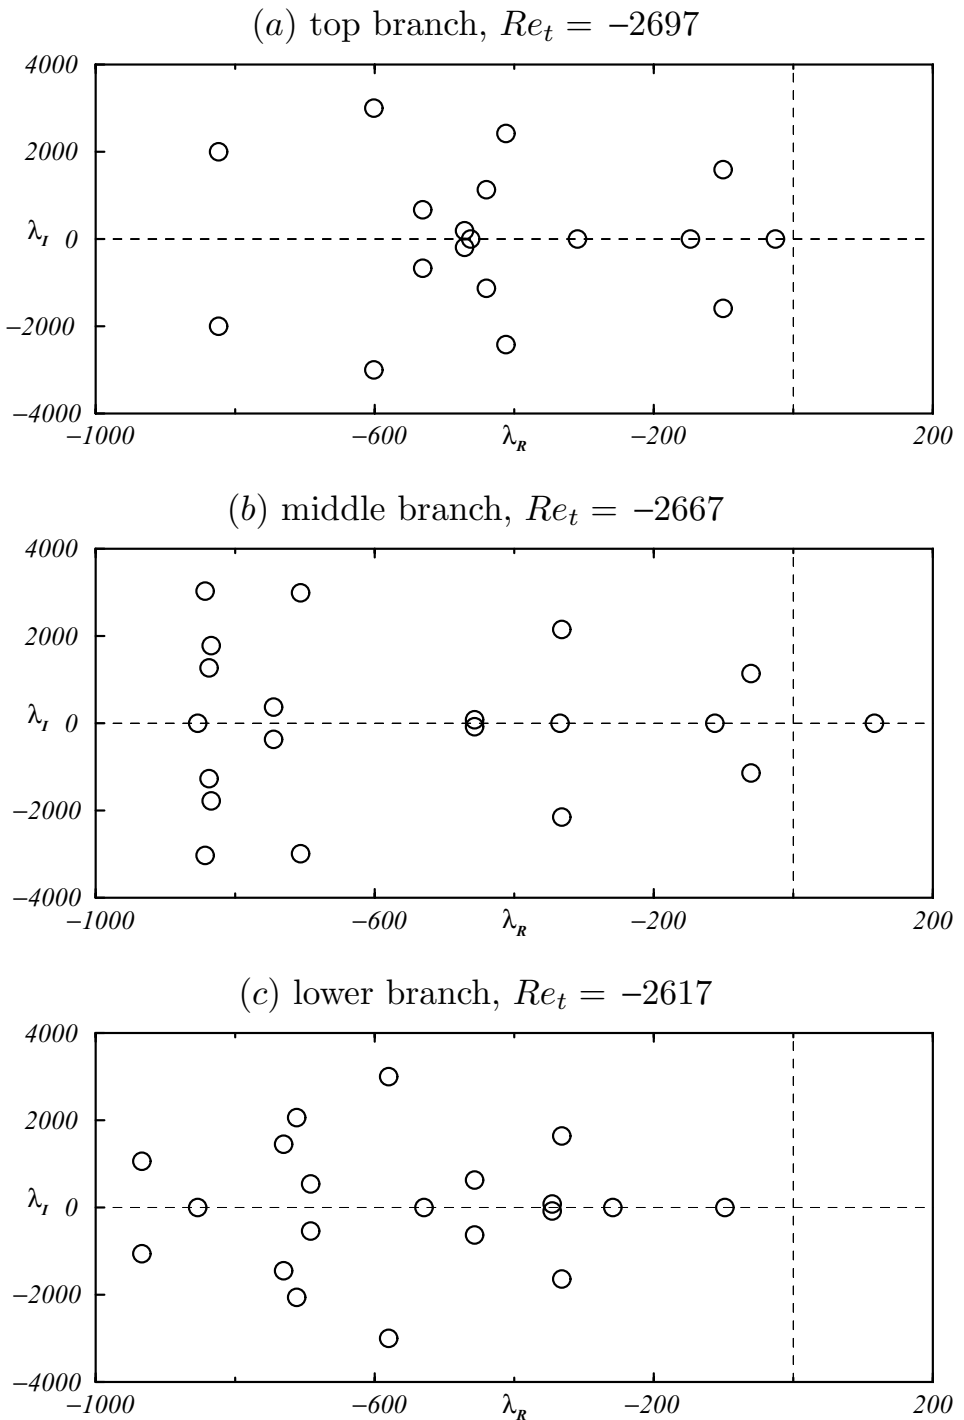 (a) top branch, Re_t = −2697
4000
2000
λ_I 0
−2000
−4000
−1000 −600 λ_R −200 200
(b) middle branch, Re_t = −2667
4000
2000
λ_I 0
−2000
−4000
−1000 −600 λ_R −200 200
(c) lower branch, Re_t = −2617
4000
2000
λ_I 0
−2000
−4000
−1000 −600 λ_R −200 200